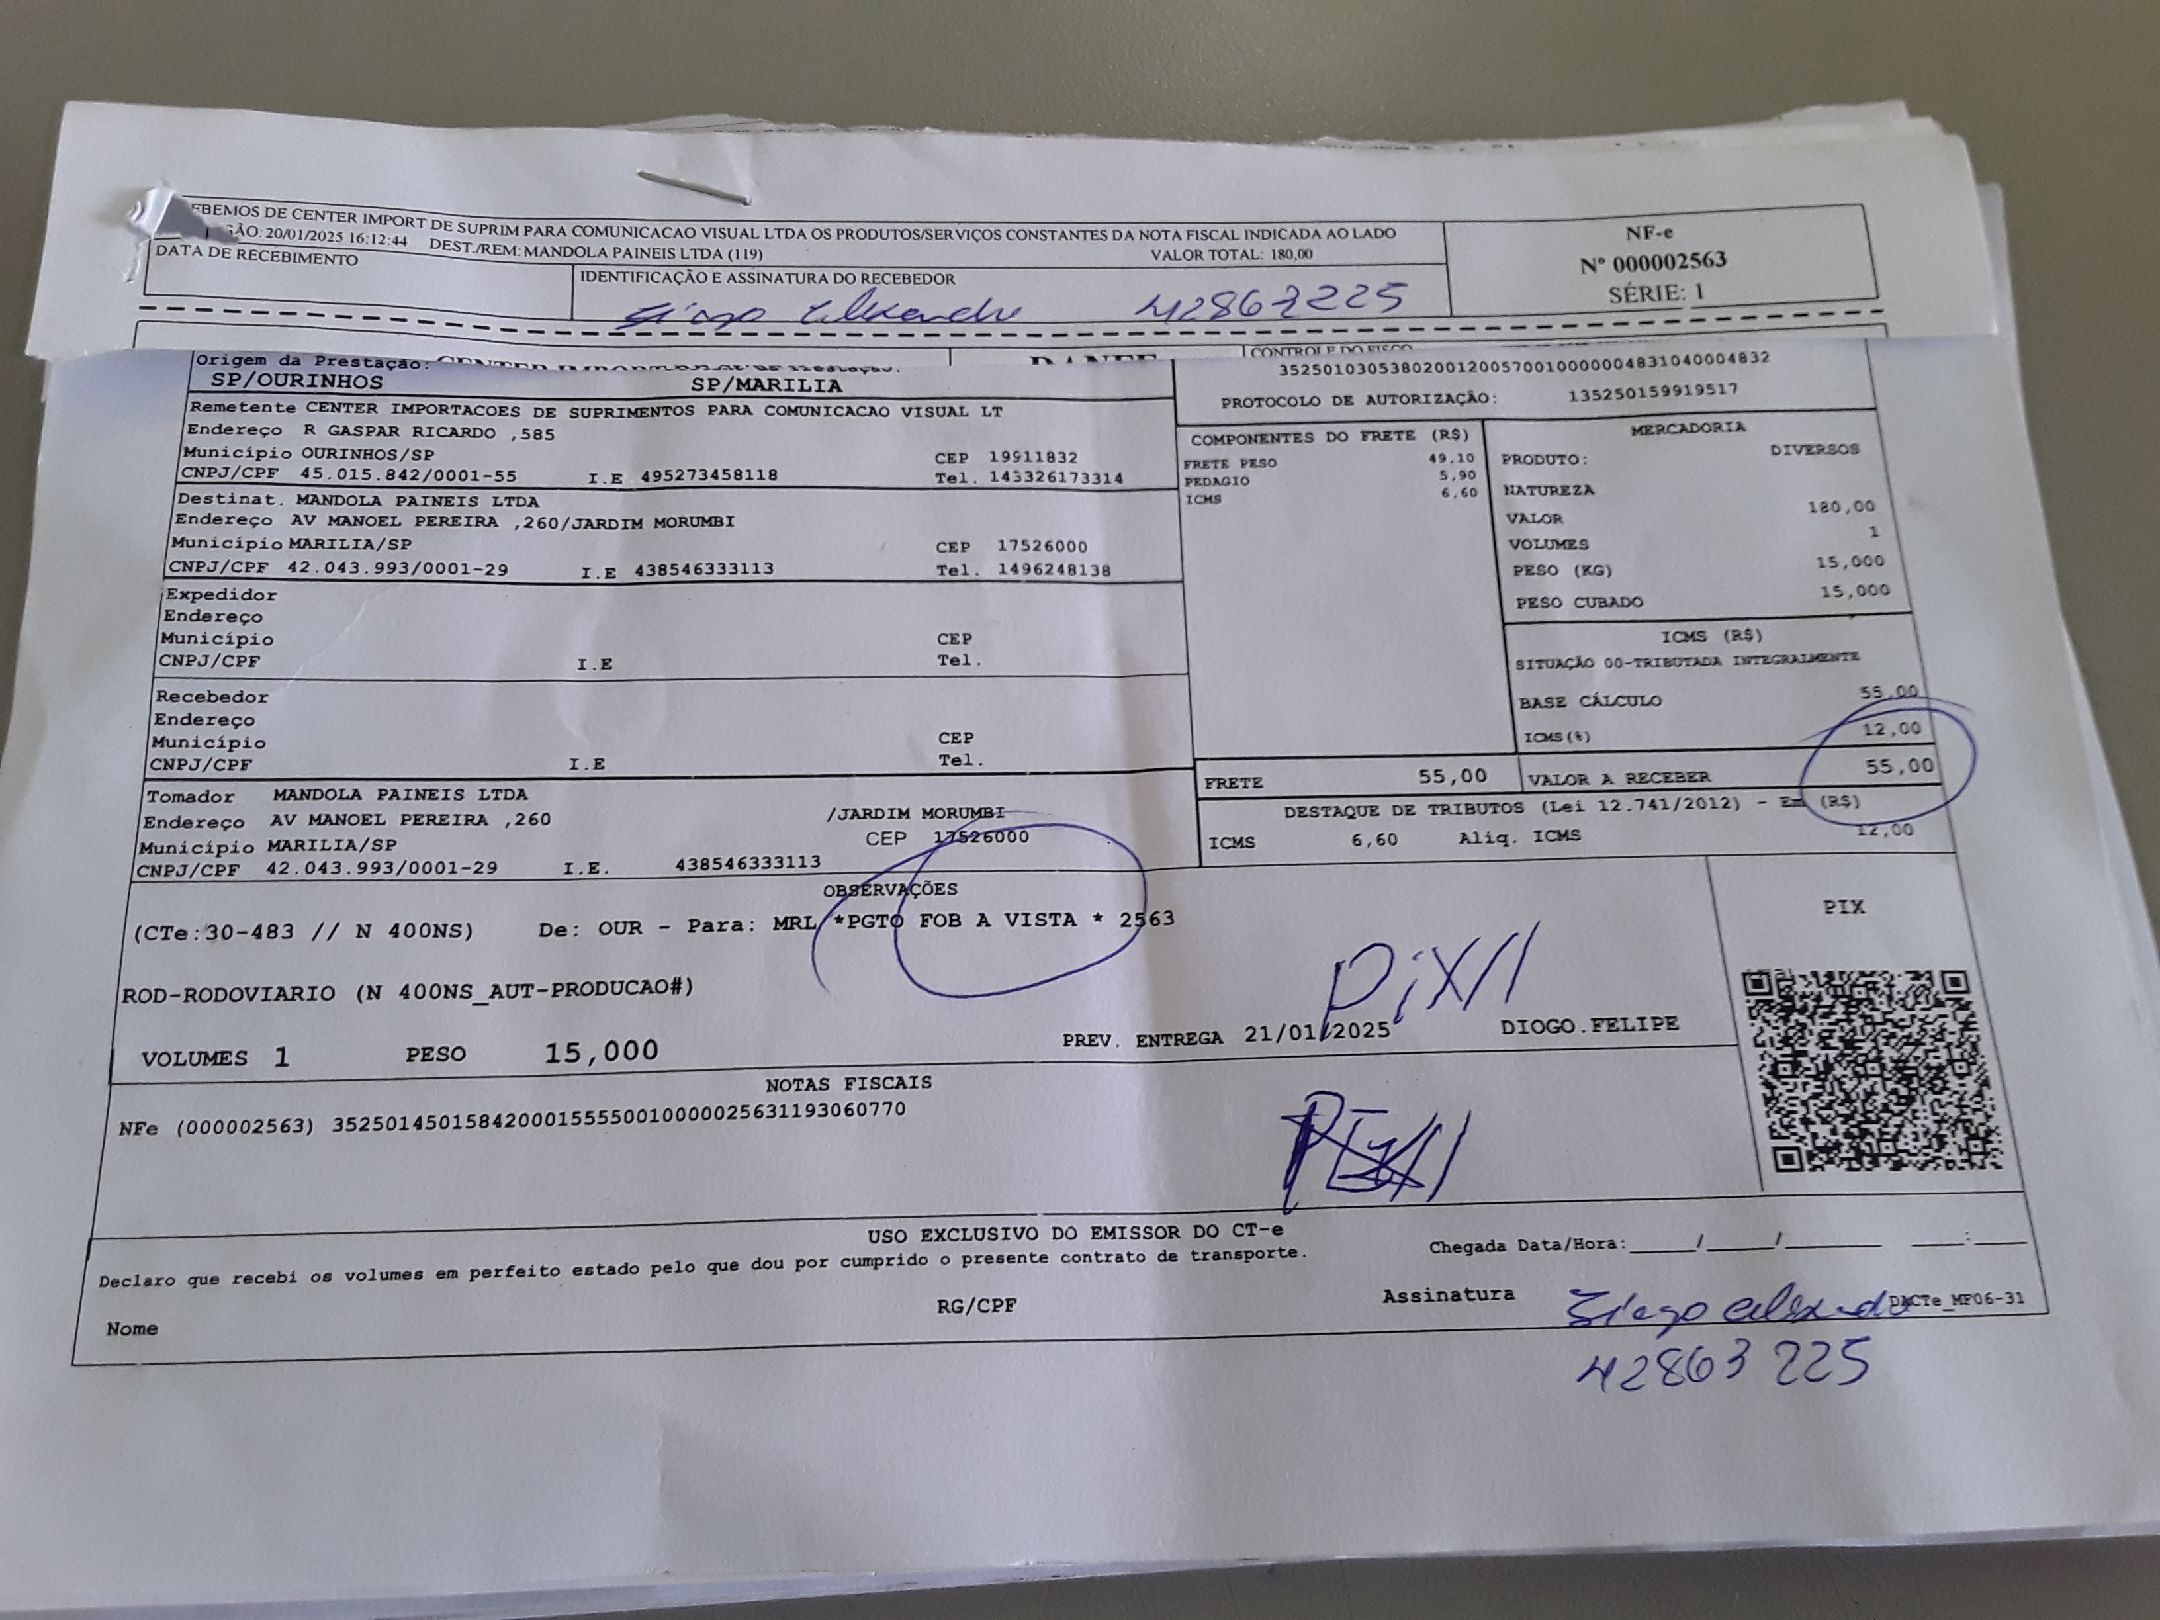 EBEMOS DE CENTER IMPORT DE SUPRIM PARA COMUNICACAO VISUAL LTDA OS PRODUTOS/SERVIÇOS CONSTANTES DA NOTA FISCAL INDICADA AO LADO
SÃO: 20/01/2025 16:12:44 DEST./REM: MANDOLA PAINEIS LTDA (119) VALOR TOTAL: 180,00
DATA DE RECEBIMENTO
IDENTIFICAÇÃO E ASSINATURA DO RECEBEDOR
42863225
NF-e
Nº 000002563
SÉRIE: 1
DANFE
CONTROLE DO FISCO
Origem da Prestação:
SP/OURINHOS SP/MARILIA
35250103053802001200570010000004831040004832
PROTOCOLO DE AUTORIZAÇÃO: 135250159919517
Remetente CENTER IMPORTACOES DE SUPRIMENTOS PARA COMUNICACAO VISUAL LT
Endereço R GASPAR RICARDO ,585
Município OURINHOS/SP CEP 19911832
CNPJ/CPF 45.015.842/0001-55 I.E 495273458118 Tel. 143326173314
Destinat. MANDOLA PAINEIS LTDA
Endereço AV MANOEL PEREIRA ,260/JARDIM MORUMBI
Município MARILIA/SP CEP 17526000
CNPJ/CPF 42.043.993/0001-29 I.E 438546333113 Tel. 1496248138
Expedidor
Endereço
Município CEP
CNPJ/CPF I.E Tel.
Recebedor
Endereço
Município CEP
CNPJ/CPF I.E Tel.
Tomador MANDOLA PAINEIS LTDA
Endereço AV MANOEL PEREIRA ,260 /JARDIM MORUMBI
Município MARILIA/SP CEP 17526000
CNPJ/CPF 42.043.993/0001-29 I.E. 438546333113
COMPONENTES DO FRETE (R$)
FRETE PESO 49,10
PEDAGIO 5,90
ICMS 6,60
MERCADORIA
PRODUTO: DIVERSOS
NATUREZA
VALOR 180,00
VOLUMES 1
PESO (KG) 15,000
PESO CUBADO 15,000
ICMS (R$)
SITUAÇÃO 00-TRIBUTADA INTEGRALMENTE
BASE CÁLCULO 55,00
ICMS(%) 12,00
FRETE 55,00 VALOR A RECEBER 55,00
DESTAQUE DE TRIBUTOS (Lei 12.741/2012) - Em (R$)
ICMS 6,60 Aliq. ICMS 12,00
OBSERVAÇÕES
(CTe:30-483 // N 400NS) De: OUR - Para: MRL *PGTO FOB A VISTA * 2563
PIX
PiX//
ROD-RODOVIARIO (N 400NS_AUT-PRODUCAO#)
VOLUMES 1 PESO 15,000 PREV. ENTREGA 21/01/2025 DIOGO.FELIPE
NOTAS FISCAIS
NFe (000002563) 35250145015842000155550010000025631193060770
USO EXCLUSIVO DO EMISSOR DO CT-e
Declaro que recebi os volumes em perfeito estado pelo que dou por cumprido o presente contrato de transporte.
Chegada Data/Hora:_____/_____/_______ ____:____
Nome RG/CPF Assinatura
DACTe_MF06-31
42863225